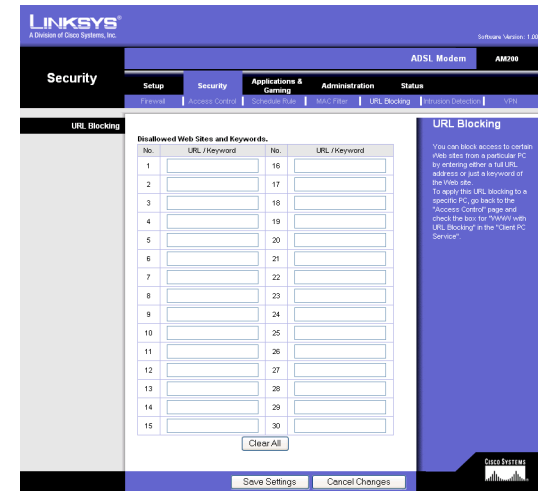 LINKSYS®
A Division of Cisco Systems, Inc.
Software Version: 1.00
ADSL Modem
AM200
Security
Setup
Security
Applications & Gaming
Administration
Status
Firewall
Access Control
Schedule Rule
MAC Filter
URL Blocking
Intrusion Detection
VPN
URL Blocking
Disallowed Web Sites and Keywords.
No. URL / Keyword No. URL / Keyword
1 16
2 17
3 18
4 19
5 20
6 21
7 22
8 23
9 24
10 25
11 26
12 27
13 28
14 29
15 30
Clear All
URL Blocking
You can block access to certain
Web sites from a particular PC
by entering either a full URL
address or just a keyword of
the Web site.
To apply this URL blocking to a
specific PC, go back to the
"Access Control" page and
check the box for "WWW with
URL Blocking" in the "Client PC
Service".
Save Settings
Cancel Changes
CISCO SYSTEMS